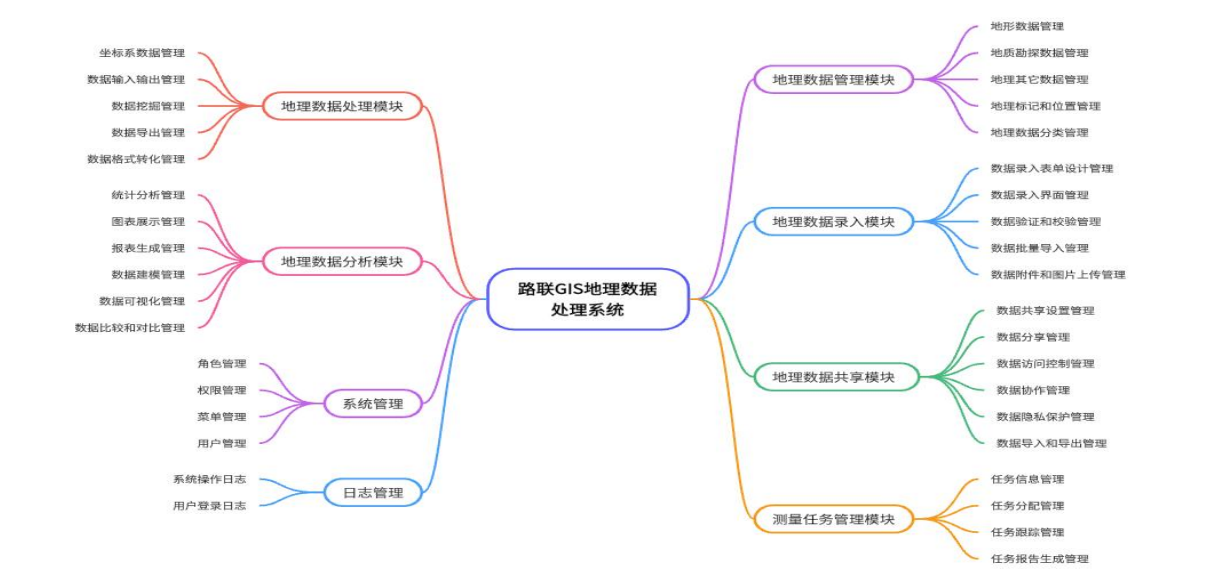 路联GIS地理数据
处理系统
地理数据管理模块
地形数据管理
地质勘探数据管理
地理其它数据管理
地理标记和位置管理
地理数据分类管理
地理数据录入模块
数据录入表单设计管理
数据录入界面管理
数据验证和校验管理
数据批量导入管理
数据附件和图片上传管理
地理数据共享模块
数据共享设置管理
数据分享管理
数据访问控制管理
数据协作管理
数据隐私保护管理
数据导入和导出管理
测量任务管理模块
任务信息管理
任务分配管理
任务跟踪管理
任务报告生成管理
地理数据处理模块
坐标系数据管理
数据输入输出管理
数据挖掘管理
数据导出管理
数据格式转化管理
地理数据分析模块
统计分析管理
图表展示管理
报表生成管理
数据建模管理
数据可视化管理
数据比较和对比管理
系统管理
角色管理
权限管理
菜单管理
用户管理
日志管理
系统操作日志
用户登录日志